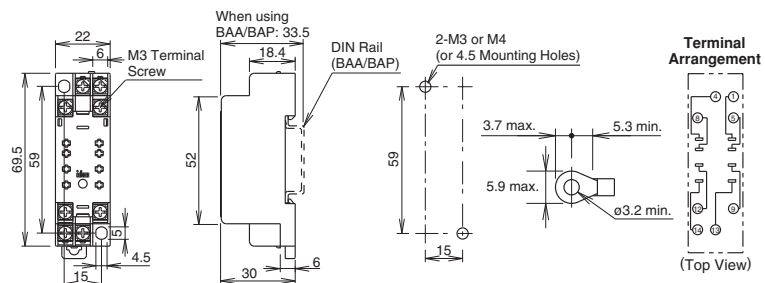 22
6
M3 Terminal
Screw
69.5
59
5
4.5
15
idec
When using
BAA/BAP: 33.5
18.4
DIN Rail
(BAA/BAP)
52
30
6
2-M3 or M4
(or 4.5 Mounting Holes)
59
15
3.7 max.
5.3 min.
5.9 max.
ø3.2 min.
Terminal
Arrangement
4 1
8 5
12 9
14 13
(Top View)